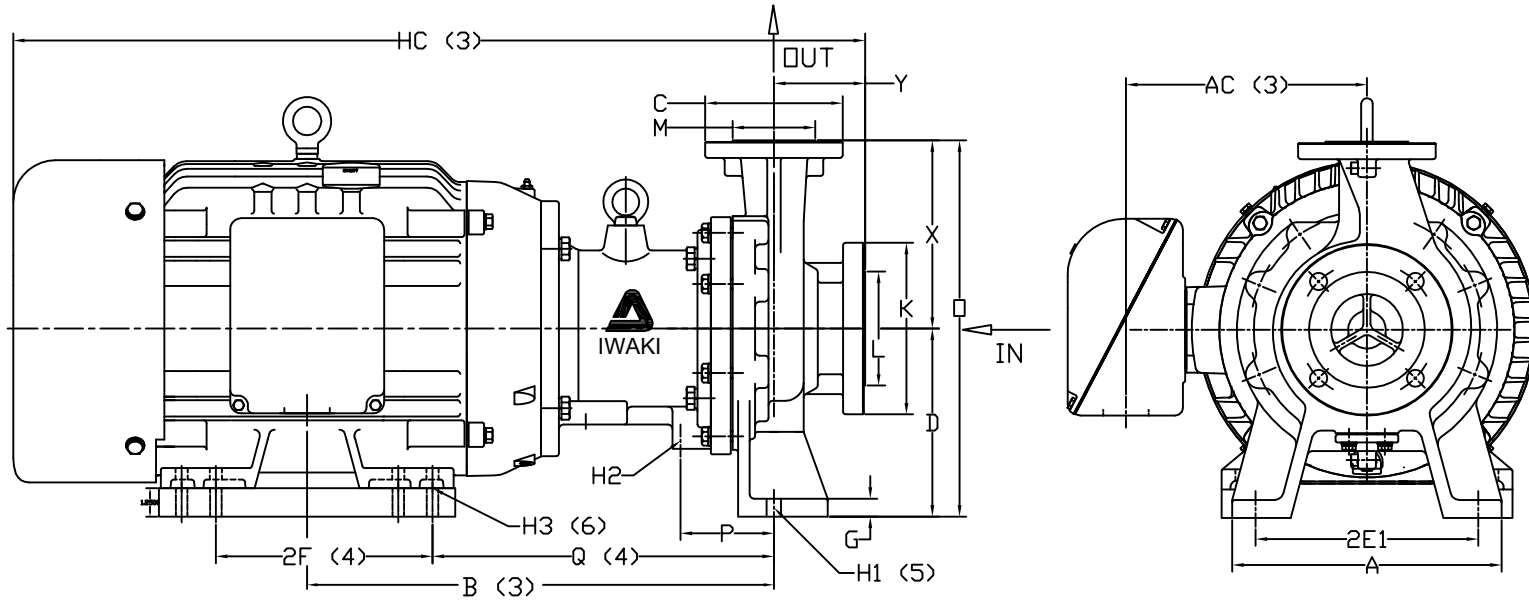 HC (3)
OUT
Y
C
M
AC (3)
X
K
O
L
IN
IWAKI
D
H2
H3 (6)
P
G
2F (4)
Q (4)
H1 (5)
B (3)
2E1
A